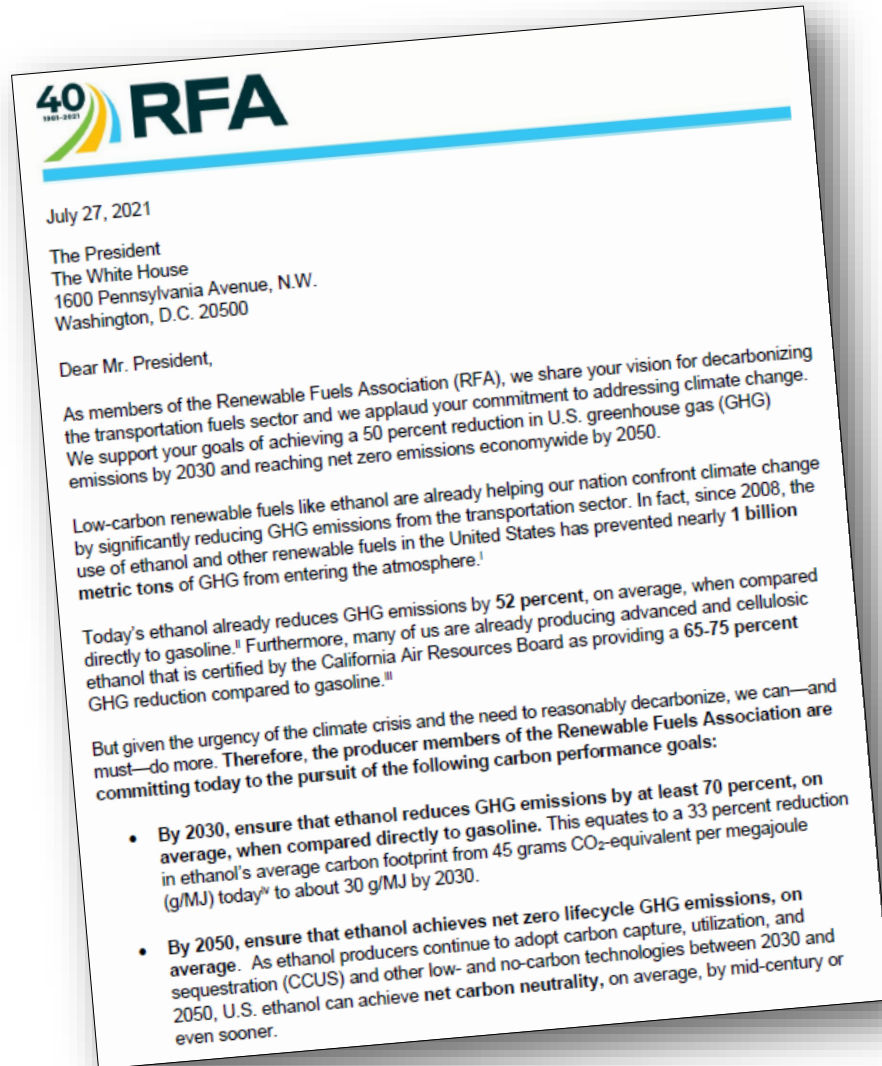 40
1981-2021
RFA
July 27, 2021
The President
The White House
1600 Pennsylvania Avenue, N.W.
Washington, D.C. 20500
Dear Mr. President,
As members of the Renewable Fuels Association (RFA), we share your vision for decarbonizing
the transportation fuels sector and we applaud your commitment to addressing climate change.
We support your goals of achieving a 50 percent reduction in U.S. greenhouse gas (GHG)
emissions by 2030 and reaching net zero emissions economywide by 2050.
Low-carbon renewable fuels like ethanol are already helping our nation confront climate change
by significantly reducing GHG emissions from the transportation sector. In fact, since 2008, the
use of ethanol and other renewable fuels in the United States has prevented nearly 1 billion
metric tons of GHG from entering the atmosphere.ⁱ
Today's ethanol already reduces GHG emissions by 52 percent, on average, when compared
directly to gasoline.ⁱⁱ Furthermore, many of us are already producing advanced and cellulosic
ethanol that is certified by the California Air Resources Board as providing a 65-75 percent
GHG reduction compared to gasoline.ⁱⁱⁱ
But given the urgency of the climate crisis and the need to reasonably decarbonize, we can—and
must—do more. Therefore, the producer members of the Renewable Fuels Association are
committing today to the pursuit of the following carbon performance goals:
• By 2030, ensure that ethanol reduces GHG emissions by at least 70 percent, on
average, when compared directly to gasoline. This equates to a 33 percent reduction
in ethanol's average carbon footprint from 45 grams CO₂-equivalent per megajoule
(g/MJ) todayⁱᵛ to about 30 g/MJ by 2030.
• By 2050, ensure that ethanol achieves net zero lifecycle GHG emissions, on
average. As ethanol producers continue to adopt carbon capture, utilization, and
sequestration (CCUS) and other low- and no-carbon technologies between 2030 and
2050, U.S. ethanol can achieve net carbon neutrality, on average, by mid-century or
even sooner.